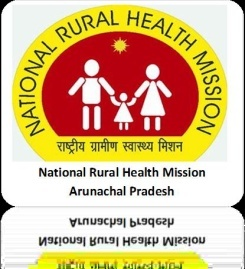 NATIONAL RURAL HEALTH MISSION
राष्ट्रीय ग्रामीण स्वास्थ्य मिशन
National Rural Health Mission
Arunachal Pradesh